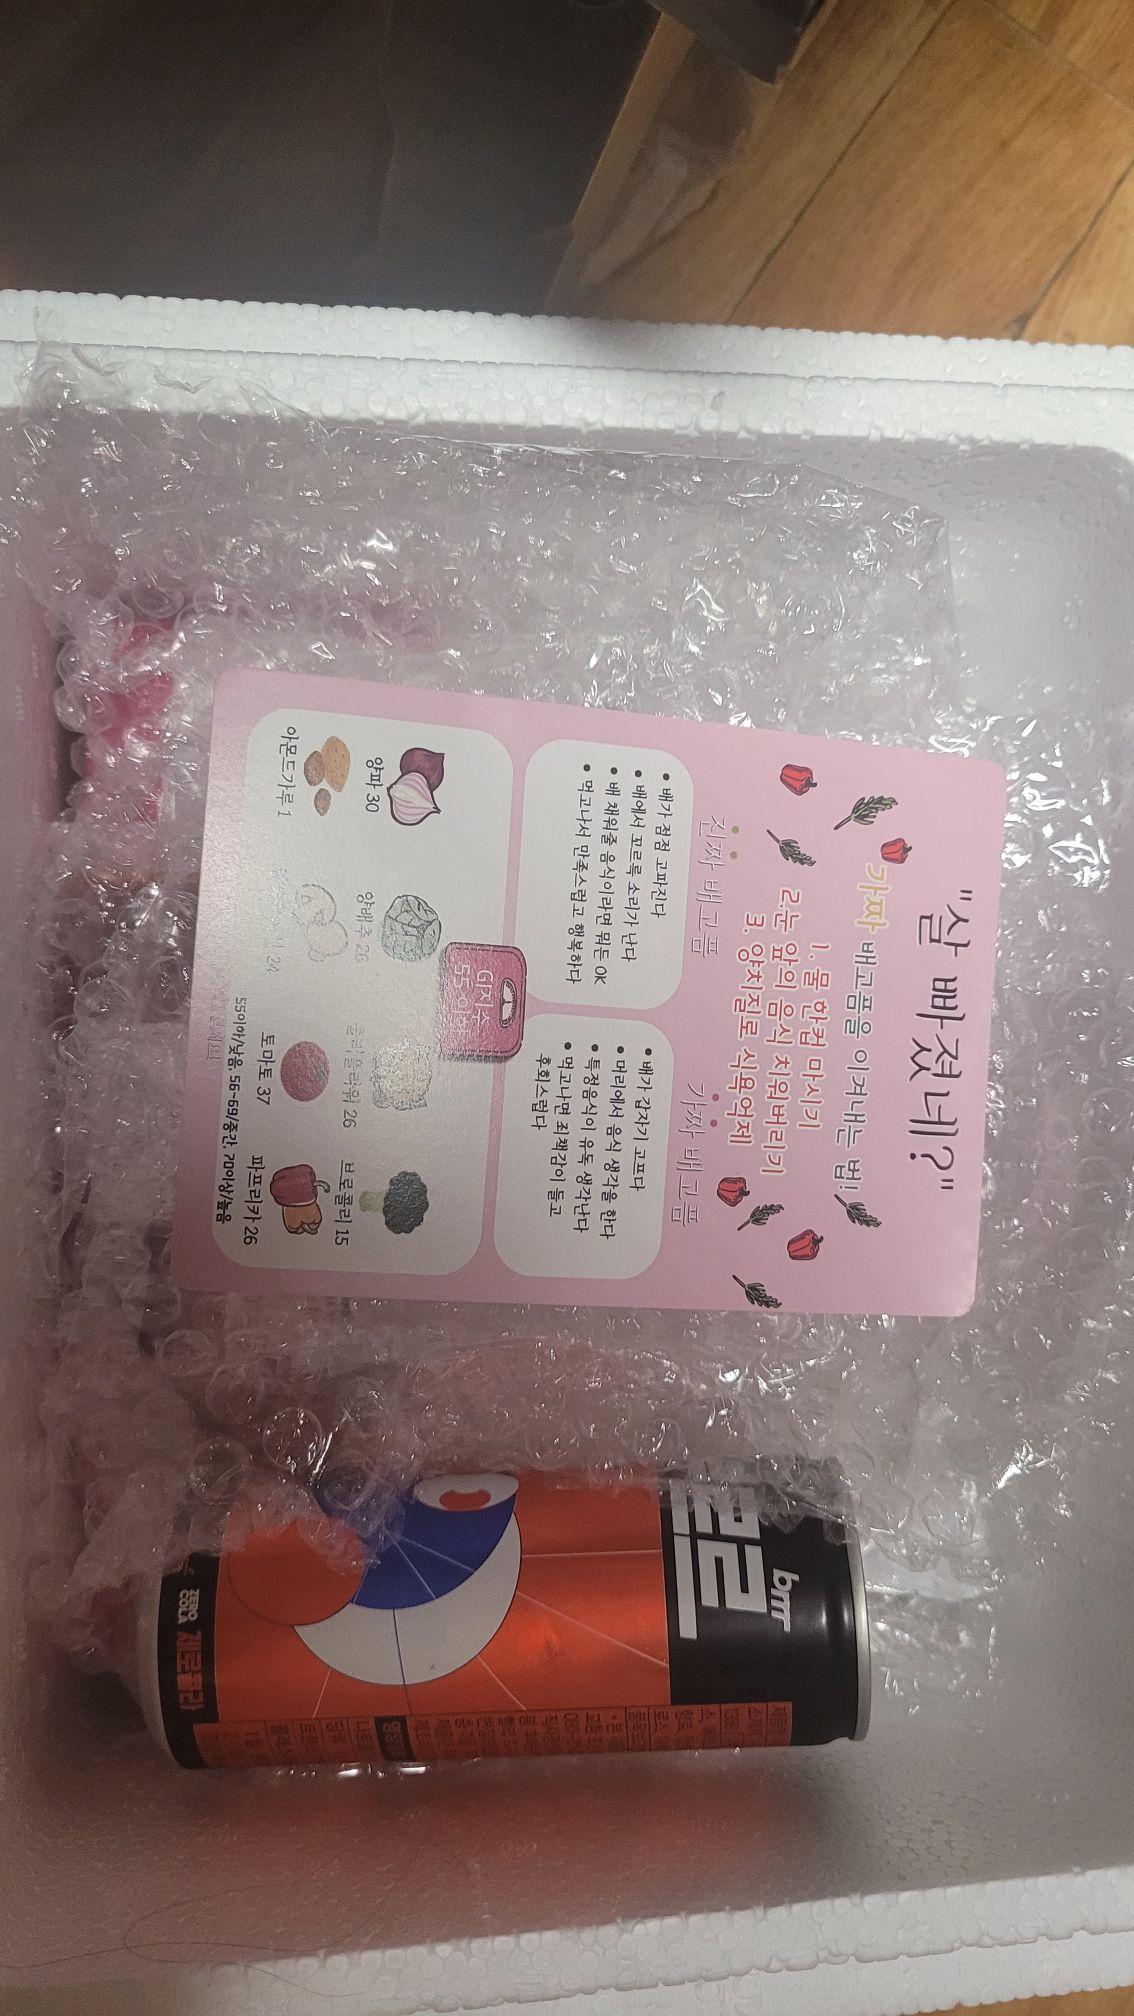 "살 빠졌네?"
가짜 배고픔을 이겨내는 법!
1. 물 한컵 마시기
2.눈 앞의 음식 치워버리기
3. 양치질로 식욕억제
진짜 배고픔
• 배가 점점 고파진다
• 배에서 꼬르륵 소리가 난다
• 배 채워줄 음식이라면 뭐든 OK
• 먹고나서 만족스럽고 행복하다
가짜 배고픔
• 배가 갑자기 고프다
• 머리에서 음식 생각을 한다
• 특정음식이 유독 생각난다
• 먹고나면 죄책감이 들고
후회스럽다
GI지수
55 이하
양파 30
양배추 26
컬리플라워 26
브로콜리 15
아몬드가루 1
24
토마토 37
파프리카 26
55이하/낮음, 56~69/중간, 70이상/높음
brrr
ZERO
COLA
제로콜라